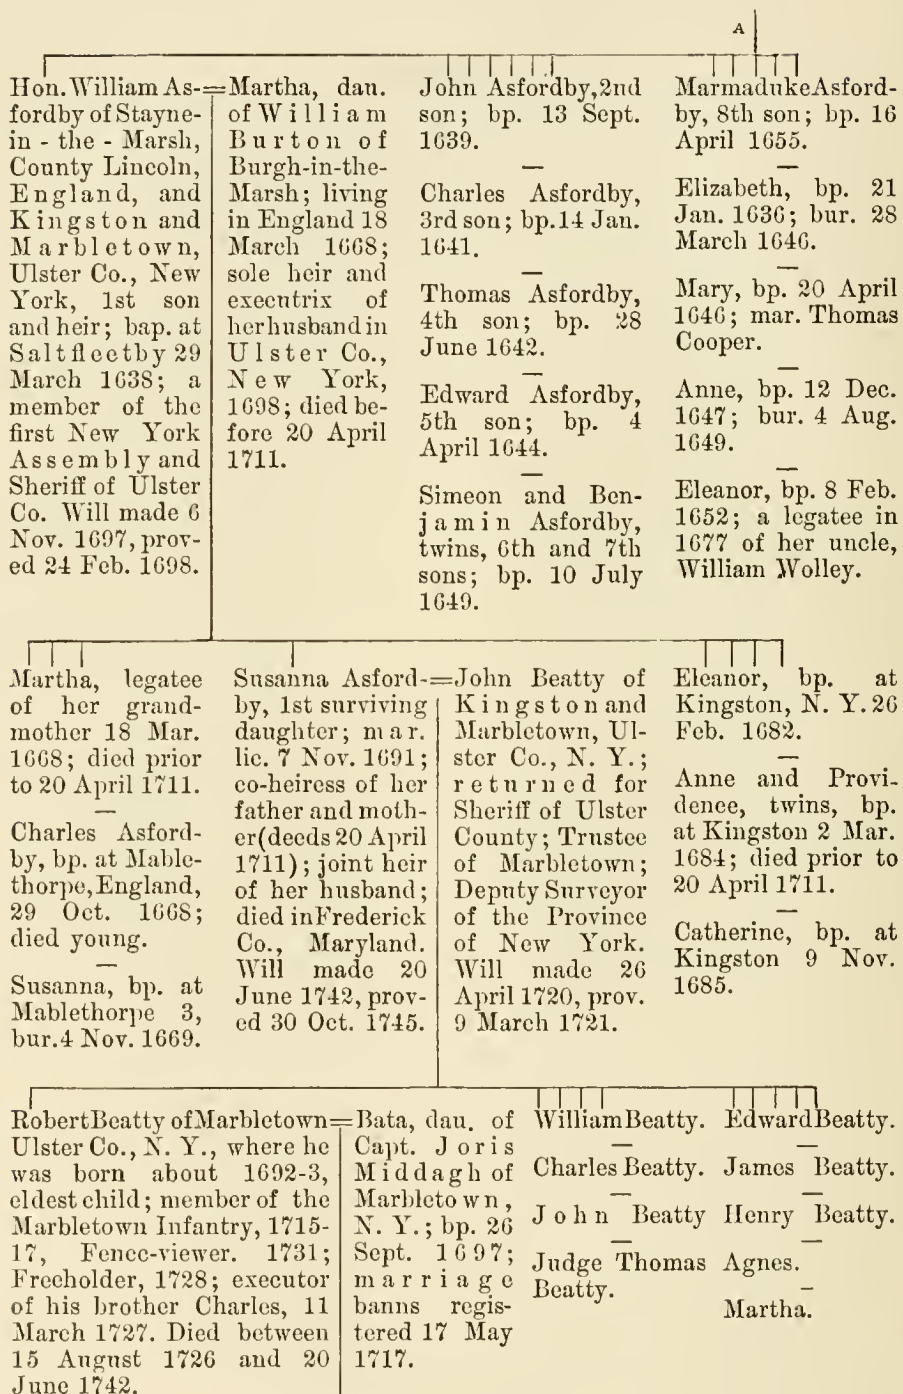 A
Hon. William As-=
fordby of Stayne-
in - the - Marsh,
County Lincoln,
England, and
Kingston and
Marbletown,
Ulster Co., New
York, 1st son
and heir; bap. at
Saltfleetby 29
March 1638; a
member of the
first New York
Assembly and
Sheriff of Ulster
Co. Will made 6
Nov. 1697, prov-
ed 24 Feb. 1698.
Martha, dau.
of William
Burton of
Burgh-in-the-
Marsh; living
in England 18
March 1668;
sole heir and
executrix of
her husband in
Ulster Co.,
New York,
1698; died be-
fore 20 April
1711.
John Asfordby, 2nd
son; bp. 13 Sept.
1639.
Charles Asfordby,
3rd son; bp. 14 Jan.
1641.
Thomas Asfordby,
4th son; bp. 28
June 1642.
Edward Asfordby,
5th son; bp. 4
April 1644.
Simeon and Ben-
jamin Asfordby,
twins, 6th and 7th
sons; bp. 10 July
1649.
Marmaduke Asford-
by, 8th son; bp. 16
April 1655.
Elizabeth, bp. 21
Jan. 1636; bur. 28
March 1646.
Mary, bp. 20 April
1646; mar. Thomas
Cooper.
Anne, bp. 12 Dec.
1647; bur. 4 Aug.
1649.
Eleanor, bp. 8 Feb.
1652; a legatee in
1677 of her uncle,
William Wolley.
Martha, legatee
of her grand-
mother 18 Mar.
1668; died prior
to 20 April 1711.
Charles Asford-
by, bp. at Mable-
thorpe, England,
29 Oct. 1668;
died young.
Susanna, bp. at
Mablethorpe 3,
bur. 4 Nov. 1669.
Susanna Asford-=
by, 1st surviving
daughter; mar.
lic. 7 Nov. 1691;
co-heiress of her
father and moth-
er (deeds 20 April
1711); joint heir
of her husband;
died in Frederick
Co., Maryland.
Will made 20
June 1742, prov-
ed 30 Oct. 1745.
John Beatty of
Kingston and
Marbletown, Ul-
ster Co., N. Y.;
returned for
Sheriff of Ulster
County; Trustee
of Marbletown;
Deputy Surveyor
of the Province
of New York.
Will made 26
April 1720, prov.
9 March 1721.
Eleanor, bp. at
Kingston, N. Y. 26
Feb. 1682.
Anne and Provi-
dence, twins, bp.
at Kingston 2 Mar.
1684; died prior to
20 April 1711.
Catherine, bp. at
Kingston 9 Nov.
1685.
Robert Beatty of Marbletown=
Ulster Co., N. Y., where he
was born about 1692-3,
eldest child; member of the
Marbletown Infantry, 1715-
17, Fence-viewer. 1731;
Freeholder, 1728; executor
of his brother Charles, 11
March 1727. Died between
15 August 1726 and 20
June 1742.
Bata, dau. of
Capt. Joris
Middagh of
Marbletown,
N. Y.; bp. 26
Sept. 1697;
marriage
banns regis-
tered 17 May
1717.
William Beatty.
Charles Beatty.
John Beatty
Judge Thomas
Beatty.
Edward Beatty.
James Beatty.
Henry Beatty.
Agnes.
Martha.